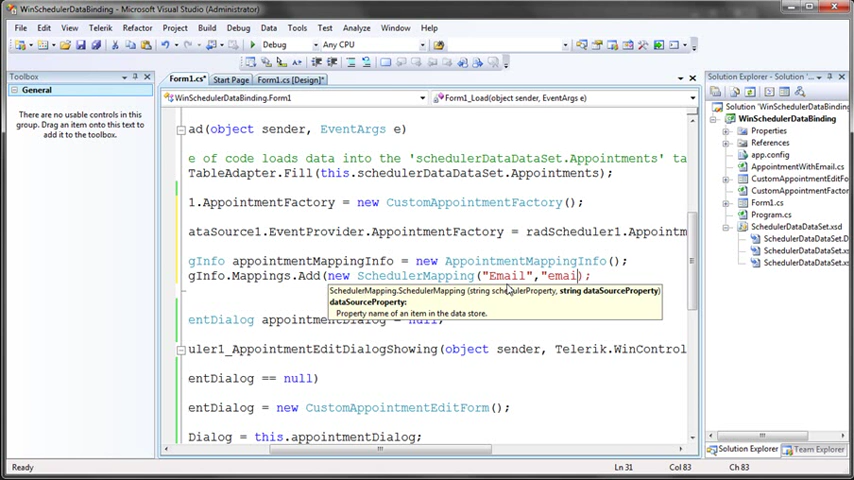 WinSchedulerDataBinding - Microsoft Visual Studio (Administrator)
File Edit View Telerik Refactor Project Build Debug Data Tools Test Analyze Window Help
Debug Any CPU
Toolbox
General
There are no usable controls in this
group. Drag an item onto this text to
add it to the toolbox.
Form1.cs* Start Page Form1.cs [Design]*
WinSchedulerDataBinding.Form1 Form1_Load(object sender, EventArgs e)
ad(object sender, EventArgs e)
e of code loads data into the 'schedulerDataDataSet.Appointments' ta
TableAdapter.Fill(this.schedulerDataDataSet.Appointments);
1.AppointmentFactory = new CustomAppointmentFactory();
ataSource1.EventProvider.AppointmentFactory = radScheduler1.Appointm
gInfo appointmentMappingInfo = new AppointmentMappingInfo();
gInfo.Mappings.Add(new SchedulerMapping("Email","emai);
SchedulerMapping.SchedulerMapping (string schedulerProperty, string dataSourceProperty)
dataSourceProperty:
Property name of an item in the data store.
entDialog appointmentDialog = null;
uler1_AppointmentEditDialogShowing(object sender, Telerik.WinControl
entDialog == null)
entDialog = new CustomAppointmentEditForm();
Dialog = this.appointmentDialog;
Solution Explorer - WinSchedulerDataBinding
Solution 'WinSchedulerDataBinding
WinSchedulerDataBinding
Properties
References
app.config
AppointmentWithEmail.cs
CustomAppointmentEditFo
CustomAppointmentFactor
Form1.cs
Program.cs
SchedulerDataDataSet.xsd
SchedulerDataDataSet.D
SchedulerDataDataSet.xs
SchedulerDataDataSet.xs
Solution Explorer Team Explorer
Ready Ln 31 Col 83 Ch 83